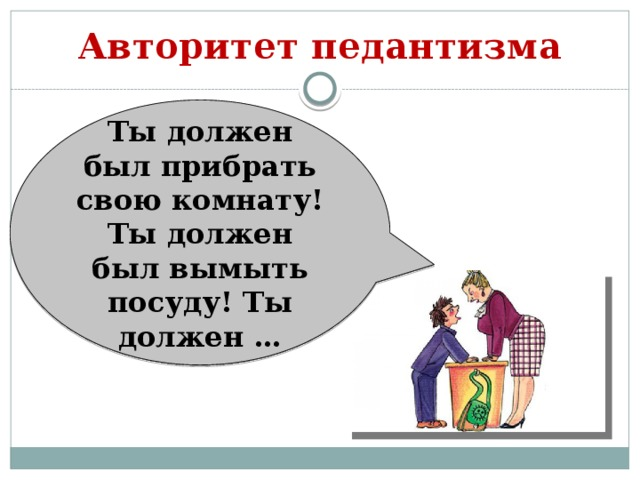 Авторитет педантизма
Ты должен
был прибрать
свою комнату!
Ты должен
был вымыть
посуду! Ты
должен …